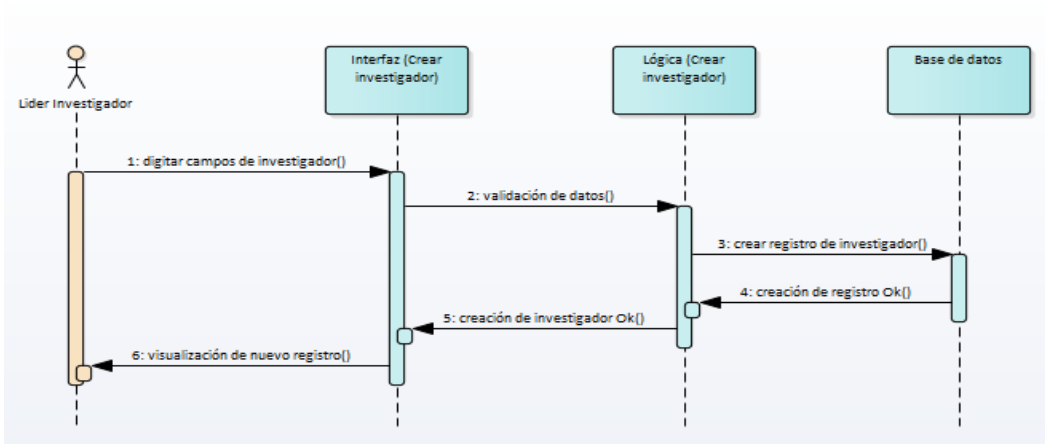 Interfaz (Crear
investigador)
Lógica (Crear
investigador)
Base de datos
Lider Investigador
1: digitar campos de investigador()
2: validación de datos()
3: crear registro de investigador()
4: creación de registro Ok()
5: creación de investigador Ok()
6: visualización de nuevo registro()